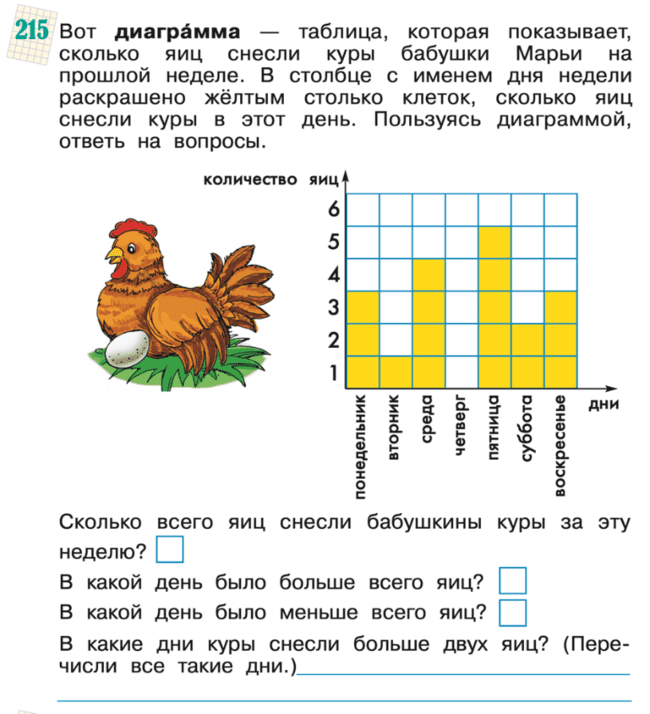 215 Вот диагра́мма — таблица, которая показывает,
сколько яиц снесли куры бабушки Марьи на
прошлой неделе. В столбце с именем дня недели
раскрашено жёлтым столько клеток, сколько яиц
снесли куры в этот день. Пользуясь диаграммой,
ответь на вопросы.
количество яиц
6
5
4
3
2
1
дни
понедельник
вторник
среда
четверг
пятница
суббота
воскресенье
Сколько всего яиц снесли бабушкины куры за эту
неделю?
В какой день было больше всего яиц?
В какой день было меньше всего яиц?
В какие дни куры снесли больше двух яиц? (Пере-
числи все такие дни.)